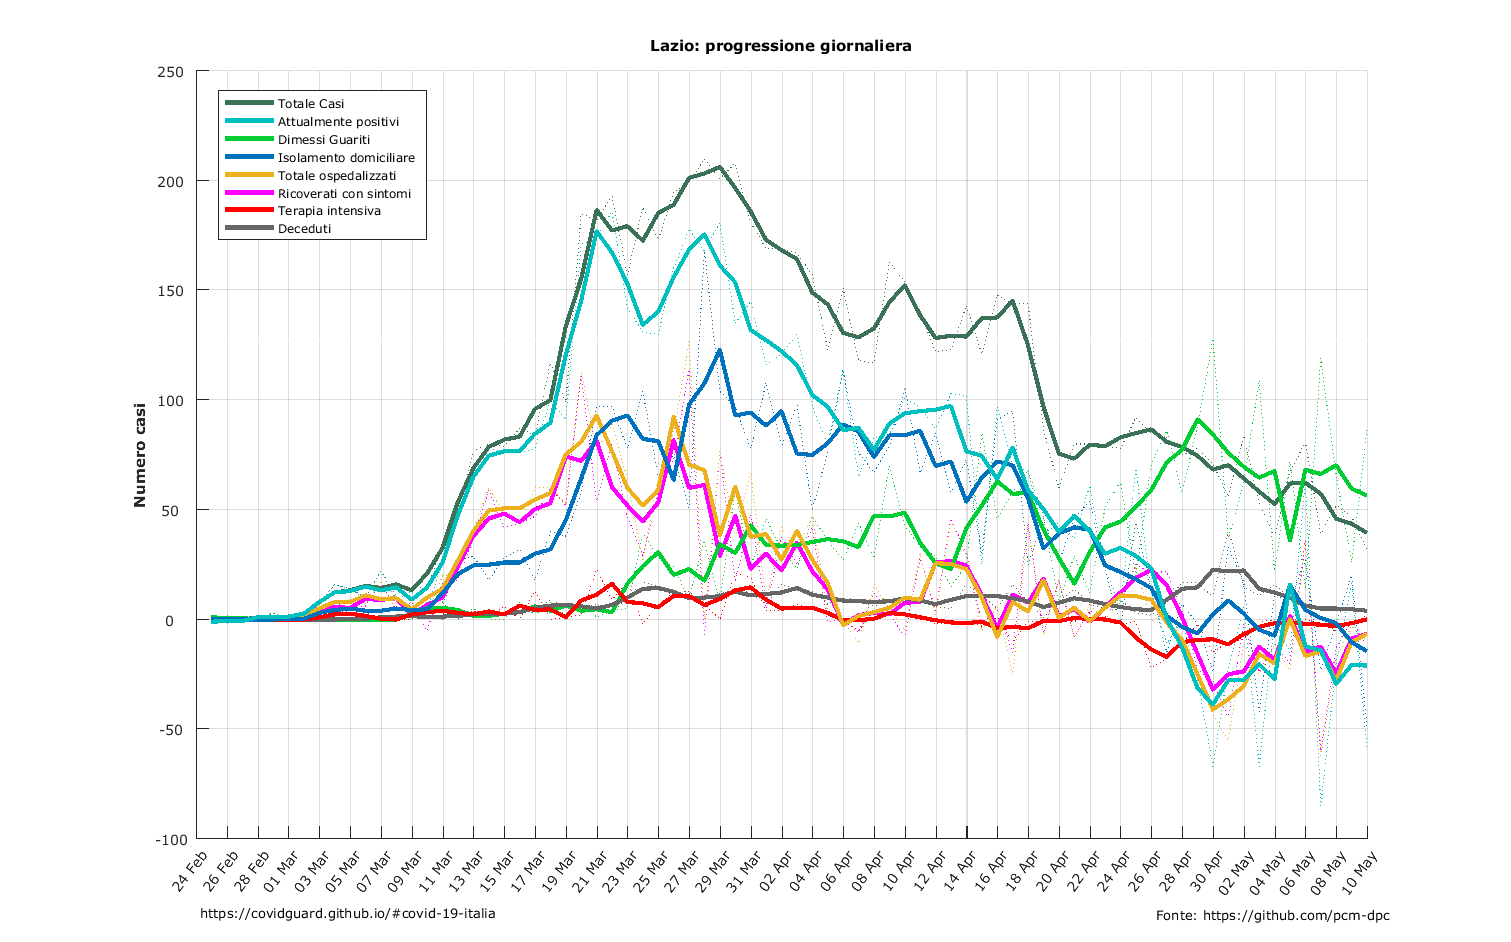 Lazio: progressione giornaliera
250
200
150
100
50
0
-50
-100
Numero casi
Totale Casi
Attualmente positivi
Dimessi Guariti
Isolamento domiciliare
Totale ospedalizzati
Ricoverati con sintomi
Terapia intensiva
Deceduti
24 Feb
26 Feb
28 Feb
01 Mar
03 Mar
05 Mar
07 Mar
09 Mar
11 Mar
13 Mar
15 Mar
17 Mar
19 Mar
21 Mar
23 Mar
25 Mar
27 Mar
29 Mar
31 Mar
02 Apr
04 Apr
06 Apr
08 Apr
10 Apr
12 Apr
14 Apr
16 Apr
18 Apr
20 Apr
22 Apr
24 Apr
26 Apr
28 Apr
30 Apr
02 May
04 May
06 May
08 May
10 May
https://covidguard.github.io/#covid-19-italia
Fonte: https://github.com/pcm-dpc